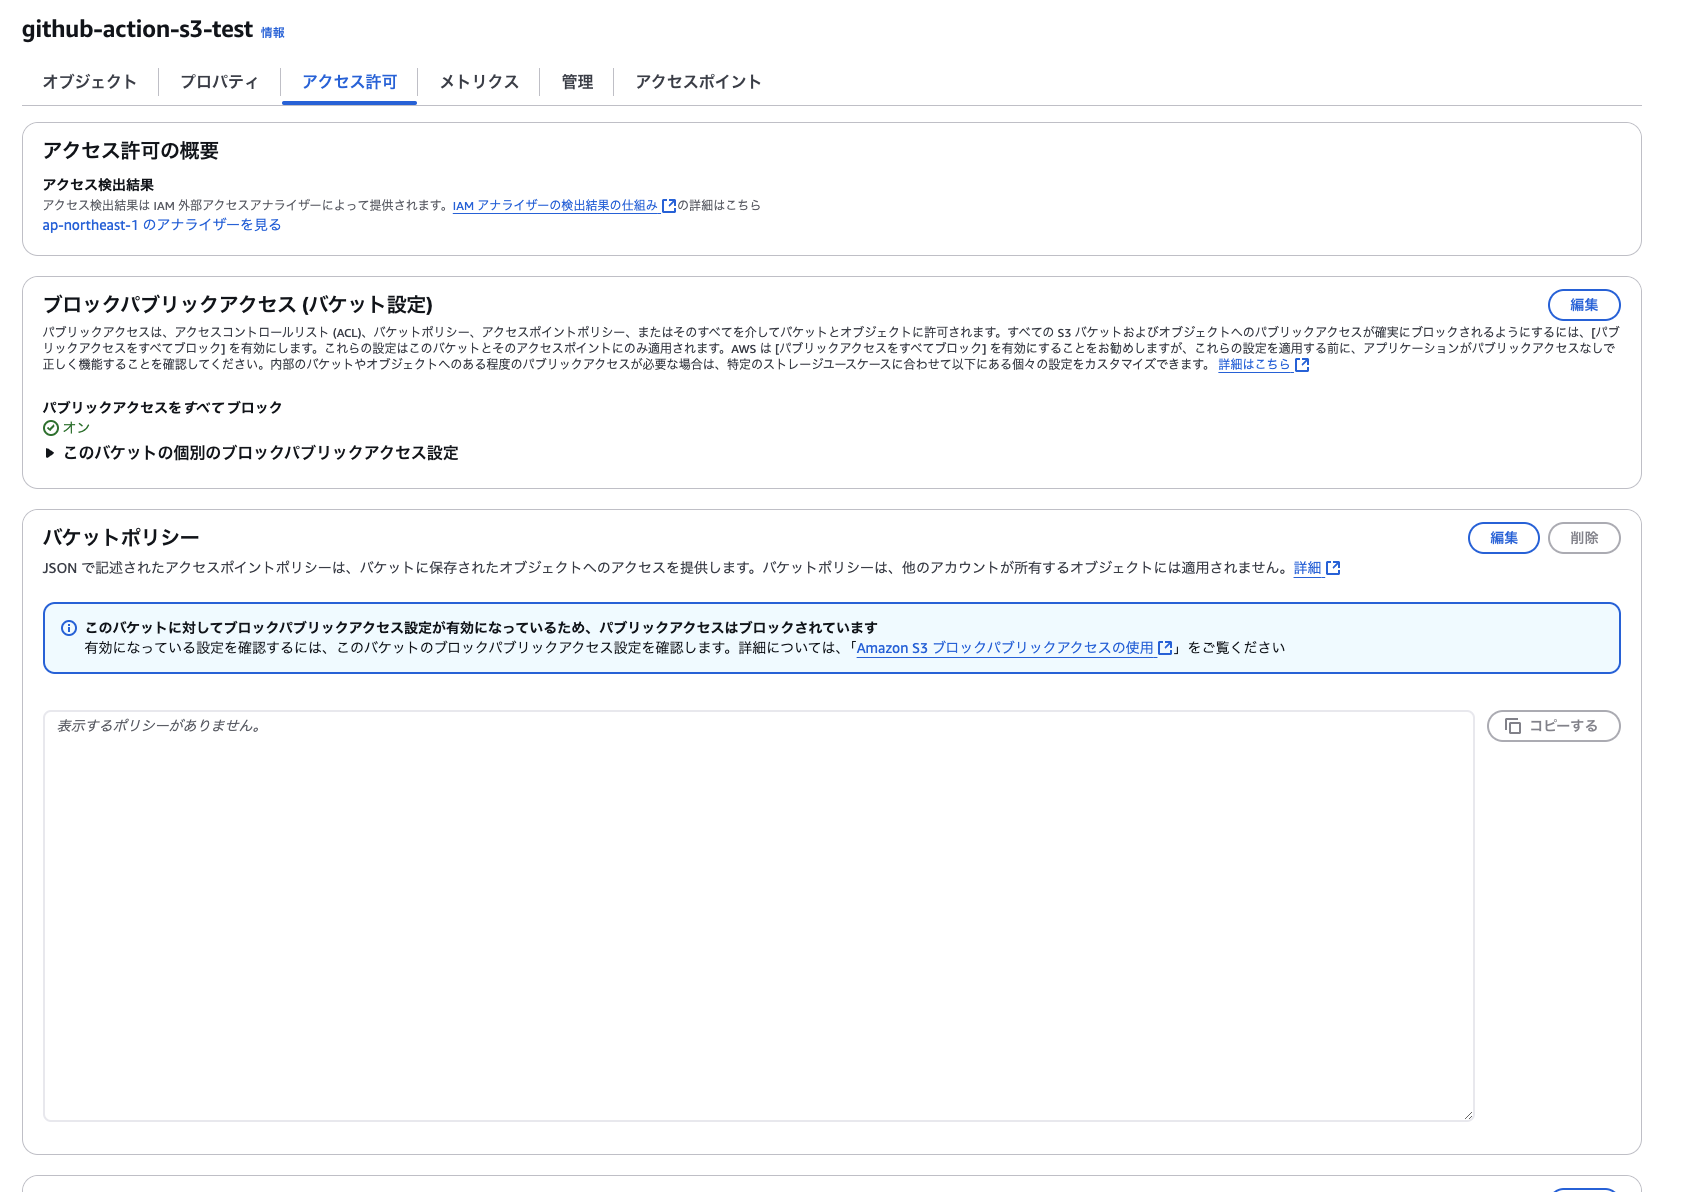 github-action-s3-test 情報
オブジェクト プロパティ アクセス許可 メトリクス 管理 アクセスポイント
アクセス許可の概要
アクセス検出結果
アクセス検出結果は IAM 外部アクセスアナライザーによって提供されます。IAM アナライザーの検出結果の仕組み の詳細はこちら
ap-northeast-1 のアナライザーを見る
ブロックパブリックアクセス (バケット設定)
編集
パブリックアクセスは、アクセスコントロールリスト (ACL)、バケットポリシー、アクセスポイントポリシー、またはそのすべてを介してバケットとオブジェクトに許可されます。すべての S3 バケットおよびオブジェクトへのパブリックアクセスが確実にブロックされるようにするには、[パブ
リックアクセスをすべてブロック] を有効にします。これらの設定はこのバケットとそのアクセスポイントにのみ適用されます。AWS は [パブリックアクセスをすべてブロック] を有効にすることをお勧めしますが、これらの設定を適用する前に、アプリケーションがパブリックアクセスなしで
正しく機能することを確認してください。内部のバケットやオブジェクトへのある程度のパブリックアクセスが必要な場合は、特定のストレージユースケースに合わせて以下にある個々の設定をカスタマイズできます。 詳細はこちら
パブリックアクセスをすべてブロック
オン
このバケットの個別のブロックパブリックアクセス設定
バケットポリシー
編集 削除
JSON で記述されたアクセスポイントポリシーは、バケットに保存されたオブジェクトへのアクセスを提供します。バケットポリシーは、他のアカウントが所有するオブジェクトには適用されません。詳細
このバケットに対してブロックパブリックアクセス設定が有効になっているため、パブリックアクセスはブロックされています
有効になっている設定を確認するには、このバケットのブロックパブリックアクセス設定を確認します。詳細については、「Amazon S3 ブロックパブリックアクセスの使用」をご覧ください
表示するポリシーがありません。
コピーする